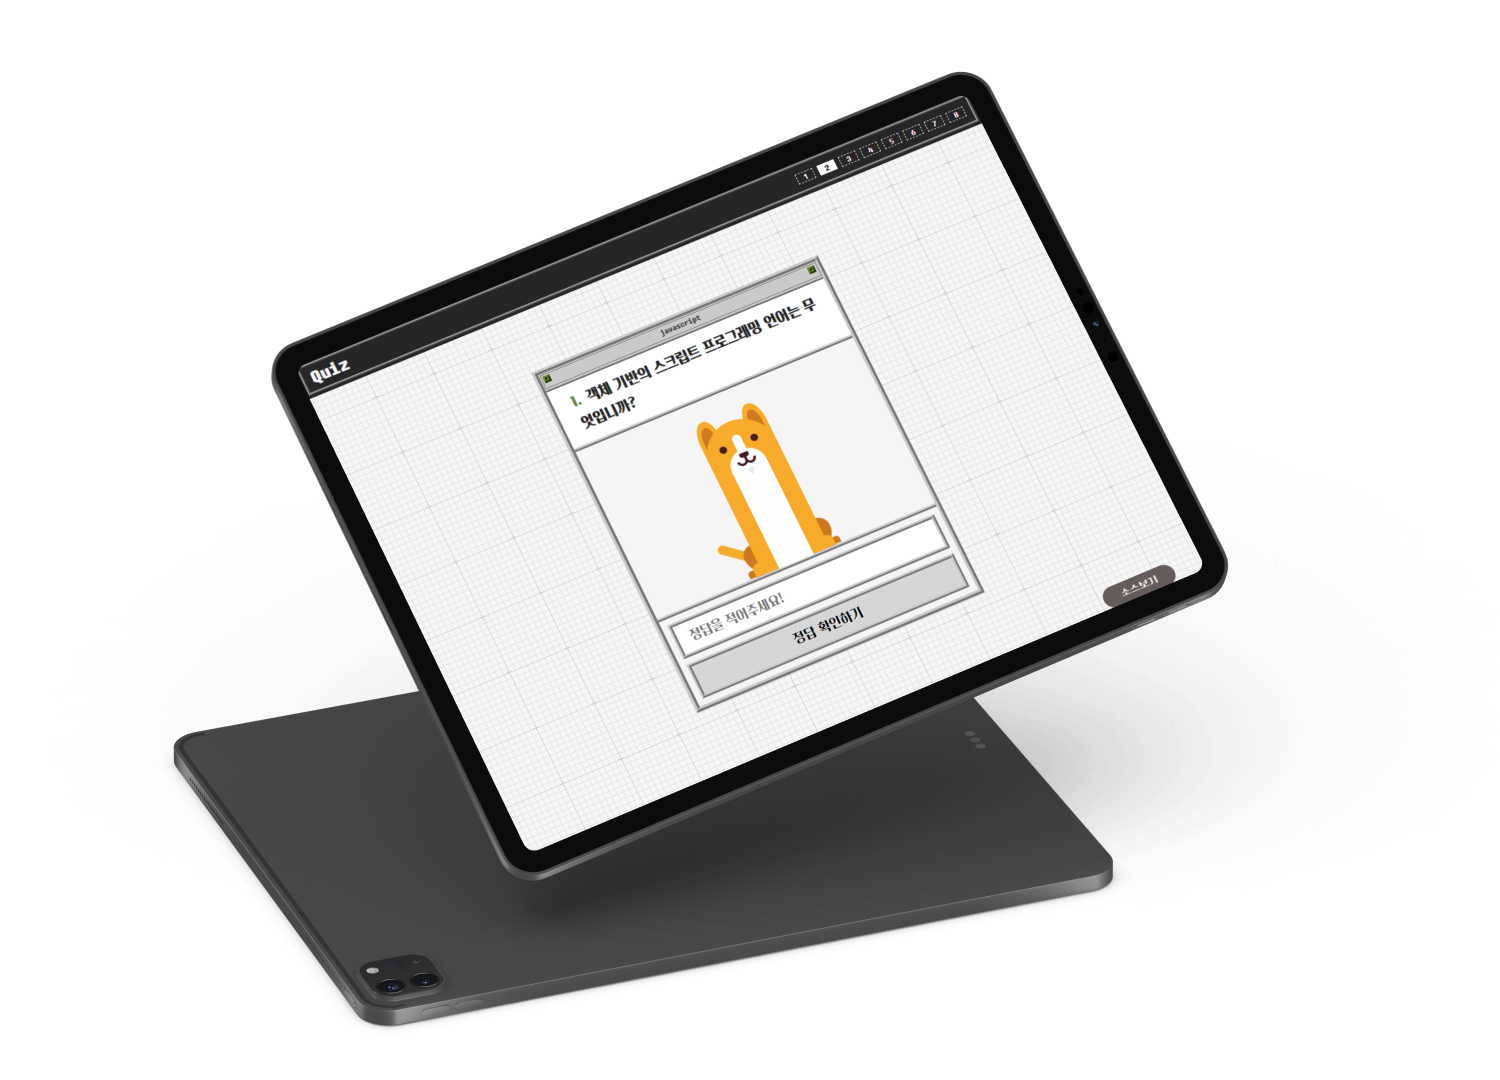 Quiz
1 2 3 4 5 6 7 8
javascript
1. 객체 기반의 스크립트 프로그래밍 언어는 무
엇입니까?
정답을 적어주세요!
정답 확인하기
소스보기